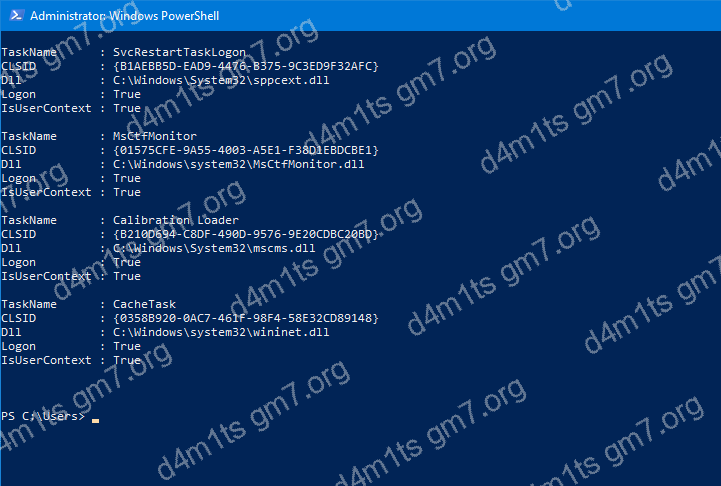 Administrator: Windows PowerShell
TaskName      : SvcRestartTaskLogon
CLSID         : {B1AEBB5D-EAD9-4476-B375-9C3ED9F32AFC}
Dll           : C:\Windows\System32\sppcext.dll
Logon         : True
IsUserContext : True
TaskName      : MsCtfMonitor
CLSID         : {01575CFE-9A55-4003-A5E1-F38D1EBDCBE1}
Dll           : C:\Windows\system32\MsCtfMonitor.dll
Logon         : True
IsUserContext : True
TaskName      : Calibration Loader
CLSID         : {B210D694-C8DF-490D-9576-9E20CDBC20BD}
Dll           : C:\Windows\System32\mscms.dll
Logon         : True
IsUserContext : True
TaskName      : CacheTask
CLSID         : {0358B920-0AC7-461F-98F4-58E32CD89148}
Dll           : C:\Windows\system32\wininet.dll
Logon         : True
IsUserContext : True
PS C:\Users>
d4m1ts gm7.org
d4m1ts gm7.org
d4m1ts gm7.org
d4m1ts gm7.org
d4m1ts gm7.org
d4m1ts gm7.org
d4m1ts gm7.org
d4m1ts gm7.org
d4m1ts gm7.org
d4m1ts gm7.org
d4m1ts gm7.org